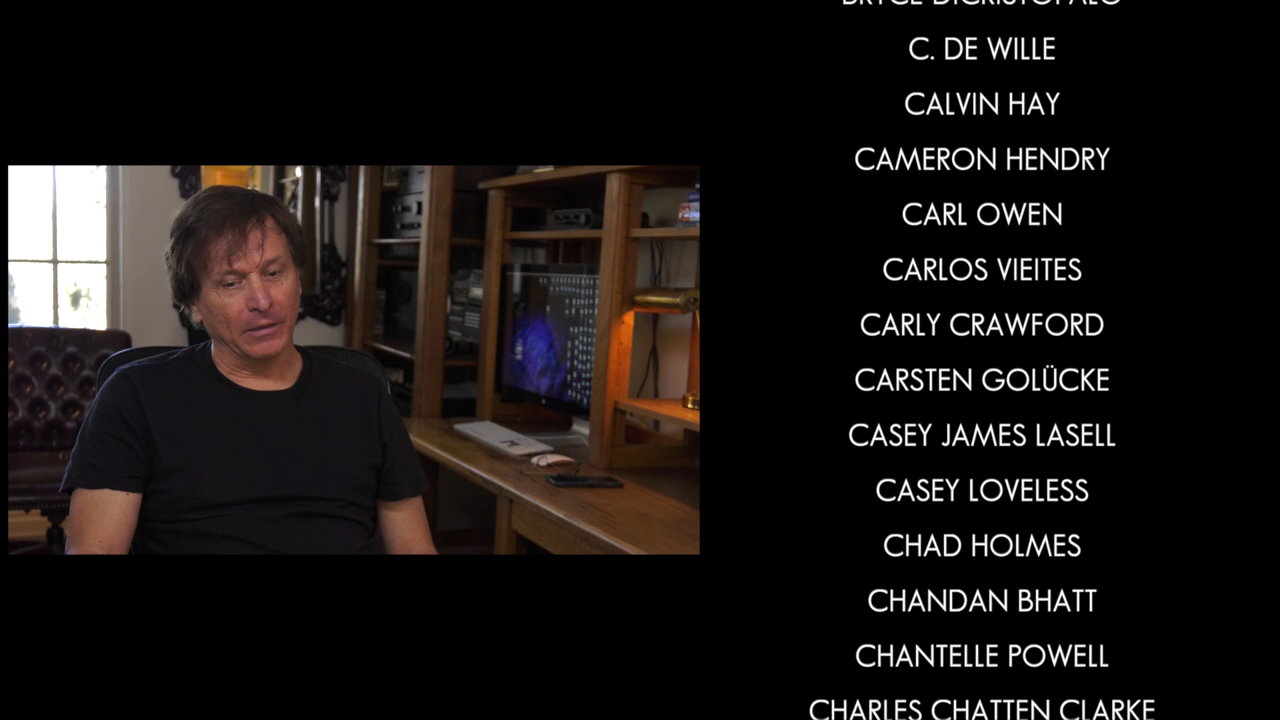 C. DE WILLE
CALVIN HAY
CAMERON HENDRY
CARL OWEN
CARLOS VIEITES
CARLY CRAWFORD
CARSTEN GOLÜCKE
CASEY JAMES LASELL
CASEY LOVELESS
CHAD HOLMES
CHANDAN BHATT
CHANTELLE POWELL
CHARLES CHATTEN CLARKE